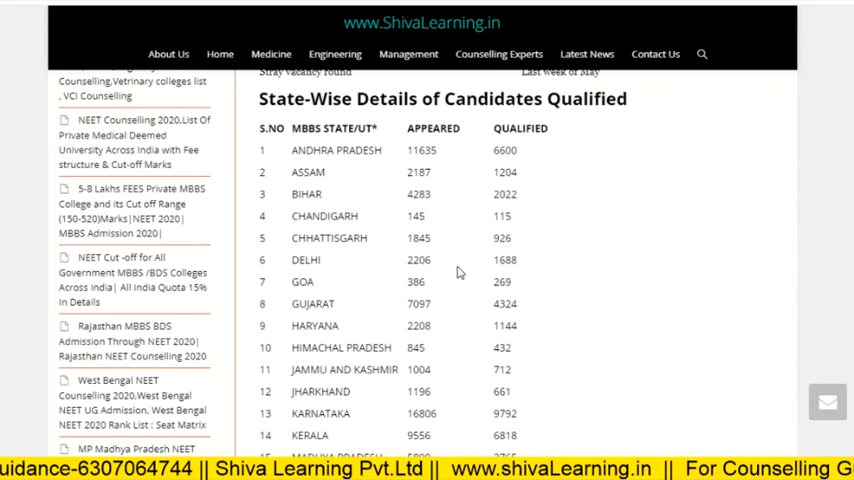 www.ShivaLearning.in
About Us Home Medicine Engineering Management Counselling Experts Latest News Contact Us
Stray vacancy round Last week of May
Counselling,Vetrinary colleges list
, VCI Counselling
NEET Counselling 2020,List Of
Private Medical Deemed
University Across India with Fee
structure & Cut-off Marks
5-8 Lakhs FEES Private MBBS
College and its Cut off Range
(150-520)Marks|NEET 2020|
MBBS Admission 2020|
NEET Cut -off for All
Government MBBS /BDS Colleges
Across India| All India Quota 15%
In Details
Rajasthan MBBS BDS
Admission Through NEET 2020|
Rajasthan NEET Counselling 2020
West Bengal NEET
Counselling 2020,West Bengal
NEET UG Admission, West Bengal
NEET 2020 Rank List : Seat Matrix
MP Madhya Pradesh NEET
State-Wise Details of Candidates Qualified
S.NO MBBS STATE/UT* APPEARED QUALIFIED
1 ANDHRA PRADESH 11635 6600
2 ASSAM 2187 1204
3 BIHAR 4283 2022
4 CHANDIGARH 145 115
5 CHHATTISGARH 1845 926
6 DELHI 2206 1688
7 GOA 386 269
8 GUJARAT 7097 4324
9 HARYANA 2208 1144
10 HIMACHAL PRADESH 845 432
11 JAMMU AND KASHMIR 1004 712
12 JHARKHAND 1196 661
13 KARNATAKA 16806 9792
14 KERALA 9556 6818
15 MADHYA PRADESH
uidance-6307064744 || Shiva Learning Pvt.Ltd || www.shivaLearning.in || For Counselling G